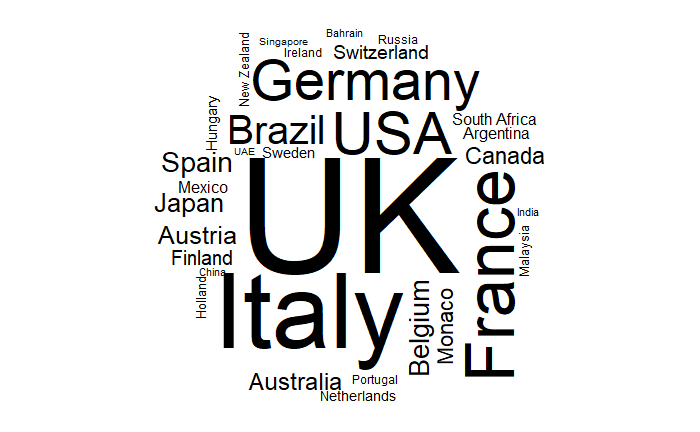 Bahrain
Singapore
Russia
Ireland
Switzerland
New Zealand
Germany
Hungary
Brazil
USA
South Africa
Argentina
UAE
Sweden
Spain
Canada
Mexico
UK
Japan
India
France
Austria
Malaysia
Finland
China
Holland
Italy
Belgium
Monaco
Australia
Portugal
Netherlands